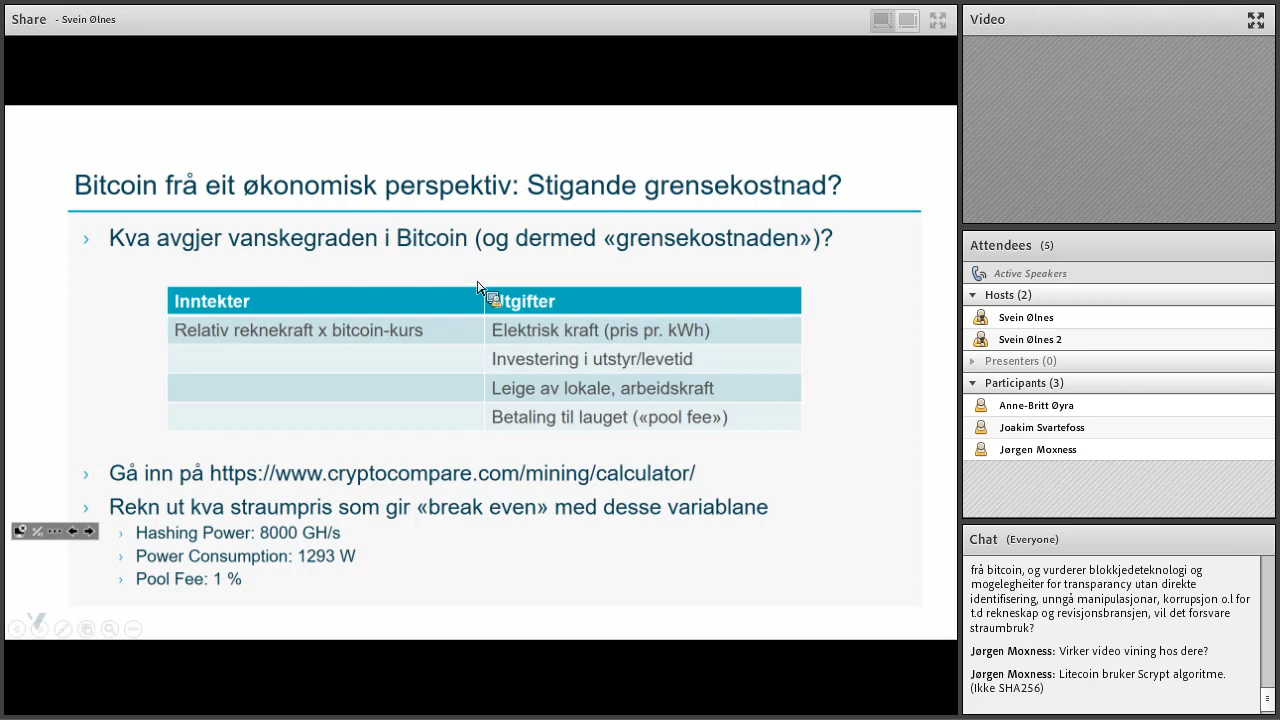 Share - Svein Ølnes
Bitcoin frå eit økonomisk perspektiv: Stigande grensekostnad?
› Kva avgjer vanskegraden i Bitcoin (og dermed «grensekostnaden»)?
Inntekter tgifter
Relativ reknekraft x bitcoin-kurs Elektrisk kraft (pris pr. kWh)
Investering i utstyr/levetid
Leige av lokale, arbeidskraft
Betaling til lauget («pool fee»)
› Gå inn på https://www.cryptocompare.com/mining/calculator/
› Rekn ut kva straumpris som gir «break even» med desse variablane
› Hashing Power: 8000 GH/s
› Power Consumption: 1293 W
› Pool Fee: 1 %
Video
Attendees (5)
Active Speakers
Hosts (2)
Svein Ølnes
Svein Ølnes 2
Presenters (0)
Participants (3)
Anne-Britt Øyra
Joakim Svartefoss
Jørgen Moxness
Chat (Everyone)
frå bitcoin, og vurderer blokkjedeteknologi og
mogelegheiter for transparancy utan direkte
identifisering, unngå manipulasjonar, korrupsjon o.l for
t.d rekneskap og revisjonsbransjen, vil det forsvare
straumbruk?
Jørgen Moxness: Virker video vining hos dere?
Jørgen Moxness: Litecoin bruker Scrypt algoritme.
(Ikke SHA256)